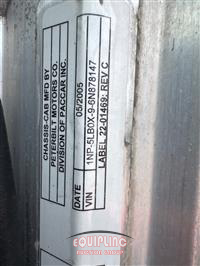 CHASSIS-CAB MFD BY
PETERBILT MOTORS CO.
DIVISION OF PACCAR INC.
DATE 05/2005
VIN 1NP-5LB0X-9-6N878147
LABEL 22-01469; REV C
EQUIPLINC